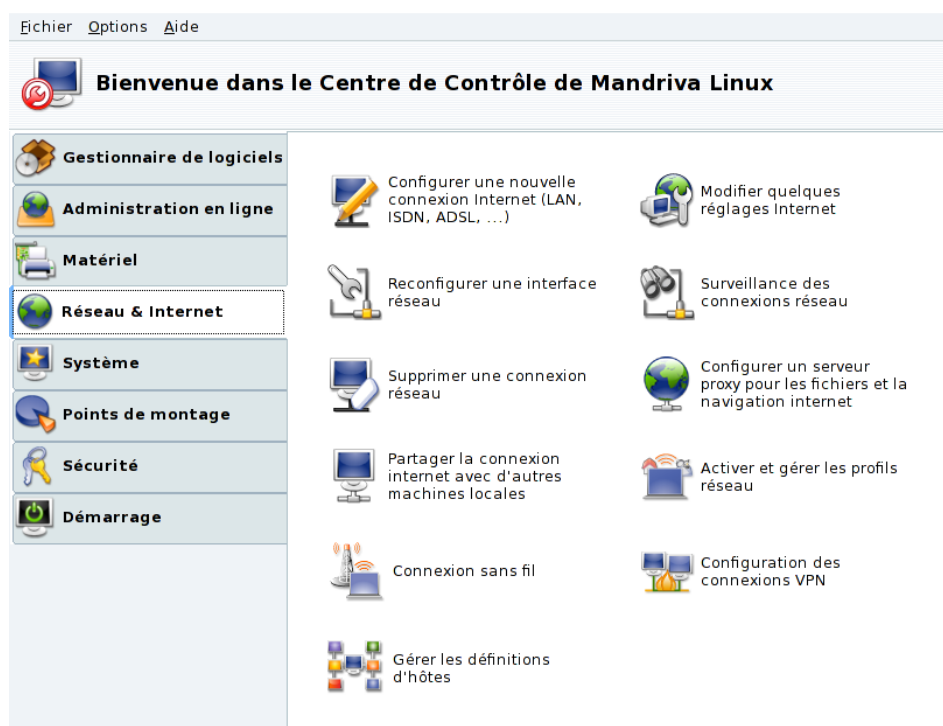 Fichier Options Aide
Bienvenue dans le Centre de Contrôle de Mandriva Linux
Gestionnaire de logiciels
Administration en ligne
Matériel
Réseau & Internet
Système
Points de montage
Sécurité
Démarrage
Configurer une nouvelle
connexion Internet (LAN,
ISDN, ADSL, ...)
Modifier quelques
réglages Internet
Reconfigurer une interface
réseau
Surveillance des
connexions réseau
Supprimer une connexion
réseau
Configurer un serveur
proxy pour les fichiers et la
navigation internet
Partager la connexion
internet avec d'autres
machines locales
Activer et gérer les profils
réseau
Connexion sans fil
Configuration des
connexions VPN
Gérer les définitions
d'hôtes